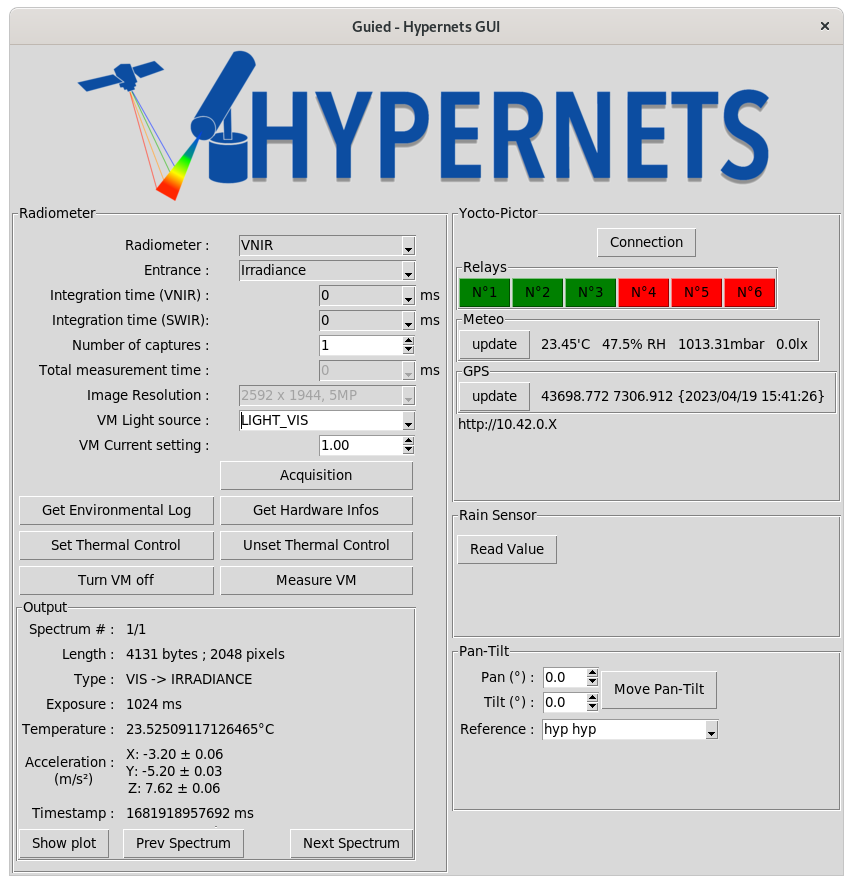 Guied - Hypernets GUI ×
HYPERNETS
Radiometer
Radiometer : VNIR
Entrance : Irradiance
Integration time (VNIR) : 0 ms
Integration time (SWIR): 0 ms
Number of captures : 1
Total measurement time : 0 ms
Image Resolution : 2592 x 1944, 5MP
VM Light source : LIGHT_VIS
VM Current setting : 1.00
Acquisition
Get Environmental Log Get Hardware Infos
Set Thermal Control Unset Thermal Control
Turn VM off Measure VM
Output
Spectrum # : 1/1
Length : 4131 bytes ; 2048 pixels
Type : VIS -> IRRADIANCE
Exposure : 1024 ms
Temperature : 23.52509117126465°C
Acceleration : (m/s²)
X: -3.20 ± 0.06
Y: -5.20 ± 0.03
Z: 7.62 ± 0.06
Timestamp : 1681918957692 ms
Show plot Prev Spectrum Next Spectrum
Yocto-Pictor
Connection
Relays
N°1 N°2 N°3 N°4 N°5 N°6
Meteo
update 23.45'C 47.5% RH 1013.31mbar 0.0lx
GPS
update 43698.772 7306.912 {2023/04/19 15:41:26}
http://10.42.0.X
Rain Sensor
Read Value
Pan-Tilt
Pan (°) : 0.0
Tilt (°) : 0.0
Move Pan-Tilt
Reference : hyp hyp